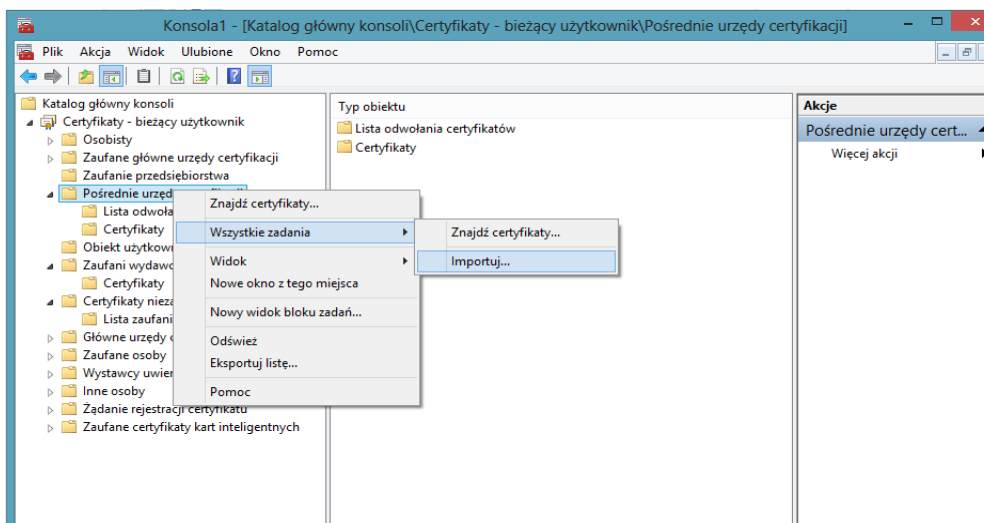 Konsola1 - [Katalog główny konsoli\Certyfikaty - bieżący użytkownik\Pośrednie urzędy certyfikacji]
Plik Akcja Widok Ulubione Okno Pomoc
Katalog główny konsoli
Certyfikaty - bieżący użytkownik
Osobisty
Zaufane główne urzędy certyfikacji
Zaufanie przedsiębiorstwa
Pośrednie urzęd
Lista odwoła
Certyfikaty
Obiekt użytkown
Zaufani wydawc
Certyfikaty
Certyfikaty nieza
Lista zaufani
Główne urzędy c
Zaufane osoby
Wystawcy uwier
Inne osoby
Żądanie rejestracji certyfikatu
Zaufane certyfikaty kart inteligentnych
Znajdź certyfikaty...
Wszystkie zadania
Widok
Nowe okno z tego miejsca
Nowy widok bloku zadań...
Odśwież
Eksportuj listę...
Pomoc
Znajdź certyfikaty...
Importuj...
Typ obiektu
Lista odwołania certyfikatów
Certyfikaty
Akcje
Pośrednie urzędy cert...
Więcej akcji